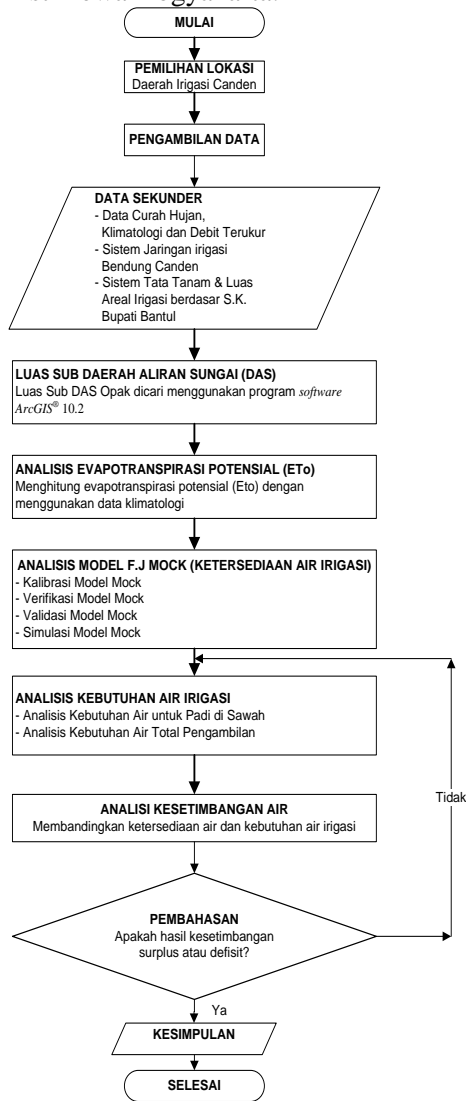 MULAI
PEMILIHAN LOKASI
Daerah Irigasi Canden
PENGAMBILAN DATA
DATA SEKUNDER
- Data Curah Hujan,
Klimatologi dan Debit Terukur
- Sistem Jaringan irigasi
Bendung Canden
- Sistem Tata Tanam & Luas
Areal Irigasi berdasar S.K.
Bupati Bantul
LUAS SUB DAERAH ALIRAN SUNGAI (DAS)
Luas Sub DAS Opak dicari menggunakan program software
ArcGIS® 10.2
ANALISIS EVAPOTRANSPIRASI POTENSIAL (ETo)
Menghitung evapotranspirasi potensial (Eto) dengan
menggunakan data klimatologi
ANALISIS MODEL F.J MOCK (KETERSEDIAAN AIR IRIGASI)
- Kalibrasi Model Mock
- Verifikasi Model Mock
- Validasi Model Mock
- Simulasi Model Mock
ANALISIS KEBUTUHAN AIR IRIGASI
- Analisis Kebutuhan Air untuk Padi di Sawah
- Analisis Kebutuhan Air Total Pengambilan
Tidak
ANALISI KESETIMBANGAN AIR
Membandingkan ketersediaan air dan kebutuhan air irigasi
PEMBAHASAN
Apakah hasil kesetimbangan
surplus atau defisit?
Ya
KESIMPULAN
SELESAI